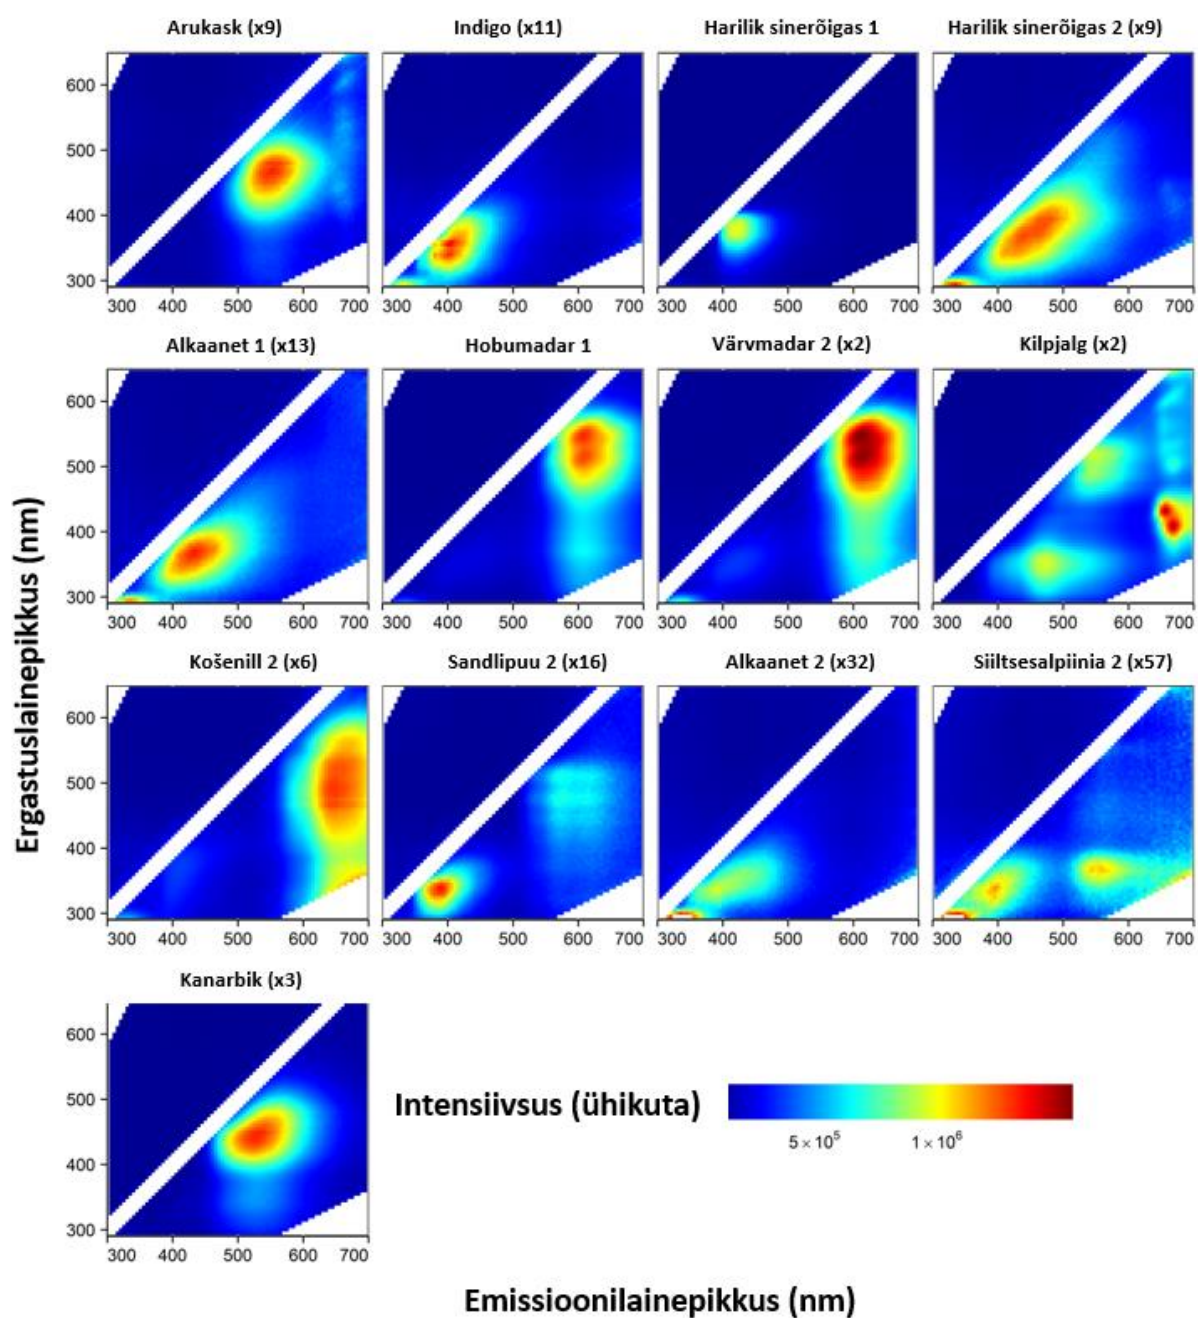 Arukask (x9) Indigo (x11) Harilik sinerõigas 1 Harilik sinerõigas 2 (x9)
600
500
400
300
300 400 500 600 700 300 400 500 600 700 300 400 500 600 700 300 400 500 600 700
Alkaanet 1 (x13) Hobumadar 1 Värvmadar 2 (x2) Kilpjalg (x2)
600
500
400
300
300 400 500 600 700 300 400 500 600 700 300 400 500 600 700 300 400 500 600 700
Ergastuslainepikkus (nm)
Košenill 2 (x6) Sandlipuu 2 (x16) Alkaanet 2 (x32) Siiltsesalpiinia 2 (x57)
600
500
400
300
300 400 500 600 700 300 400 500 600 700 300 400 500 600 700 300 400 500 600 700
Kanarbik (x3)
600
500
400
300
300 400 500 600 700
Intensiivsus (ühikuta)
5 × 10⁵ 1 × 10⁶
Emissioonilainepikkus (nm)